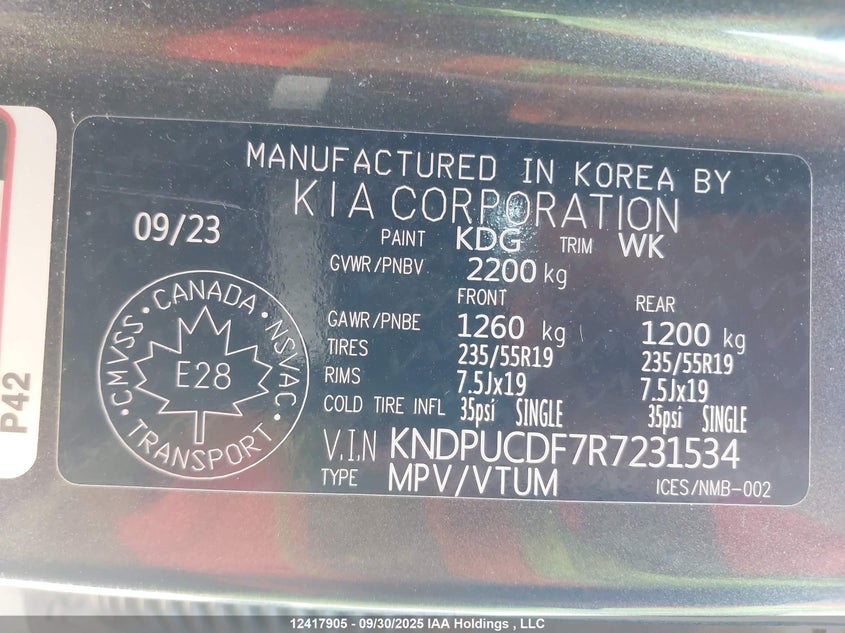 MANUFACTURED IN KOREA BY
KIA CORPORATION
09/23
PAINT KDG TRIM WK
GVWR/PNBV 2200 kg
FRONT REAR
GAWR/PNBE 1260 kg 1200 kg
TIRES 235/55R19 235/55R19
RIMS 7.5Jx19 7.5Jx19
COLD TIRE INFL 35psi SINGLE 35psi SINGLE
V.I.N KNDPUCDF7R7231534
TYPE MPV/VTUM ICES/NMB-002
CMVSS • CANADA • NSVAC • TRANSPORT •
E28
P42
12417905 - 09/30/2025 IAA Holdings , LLC